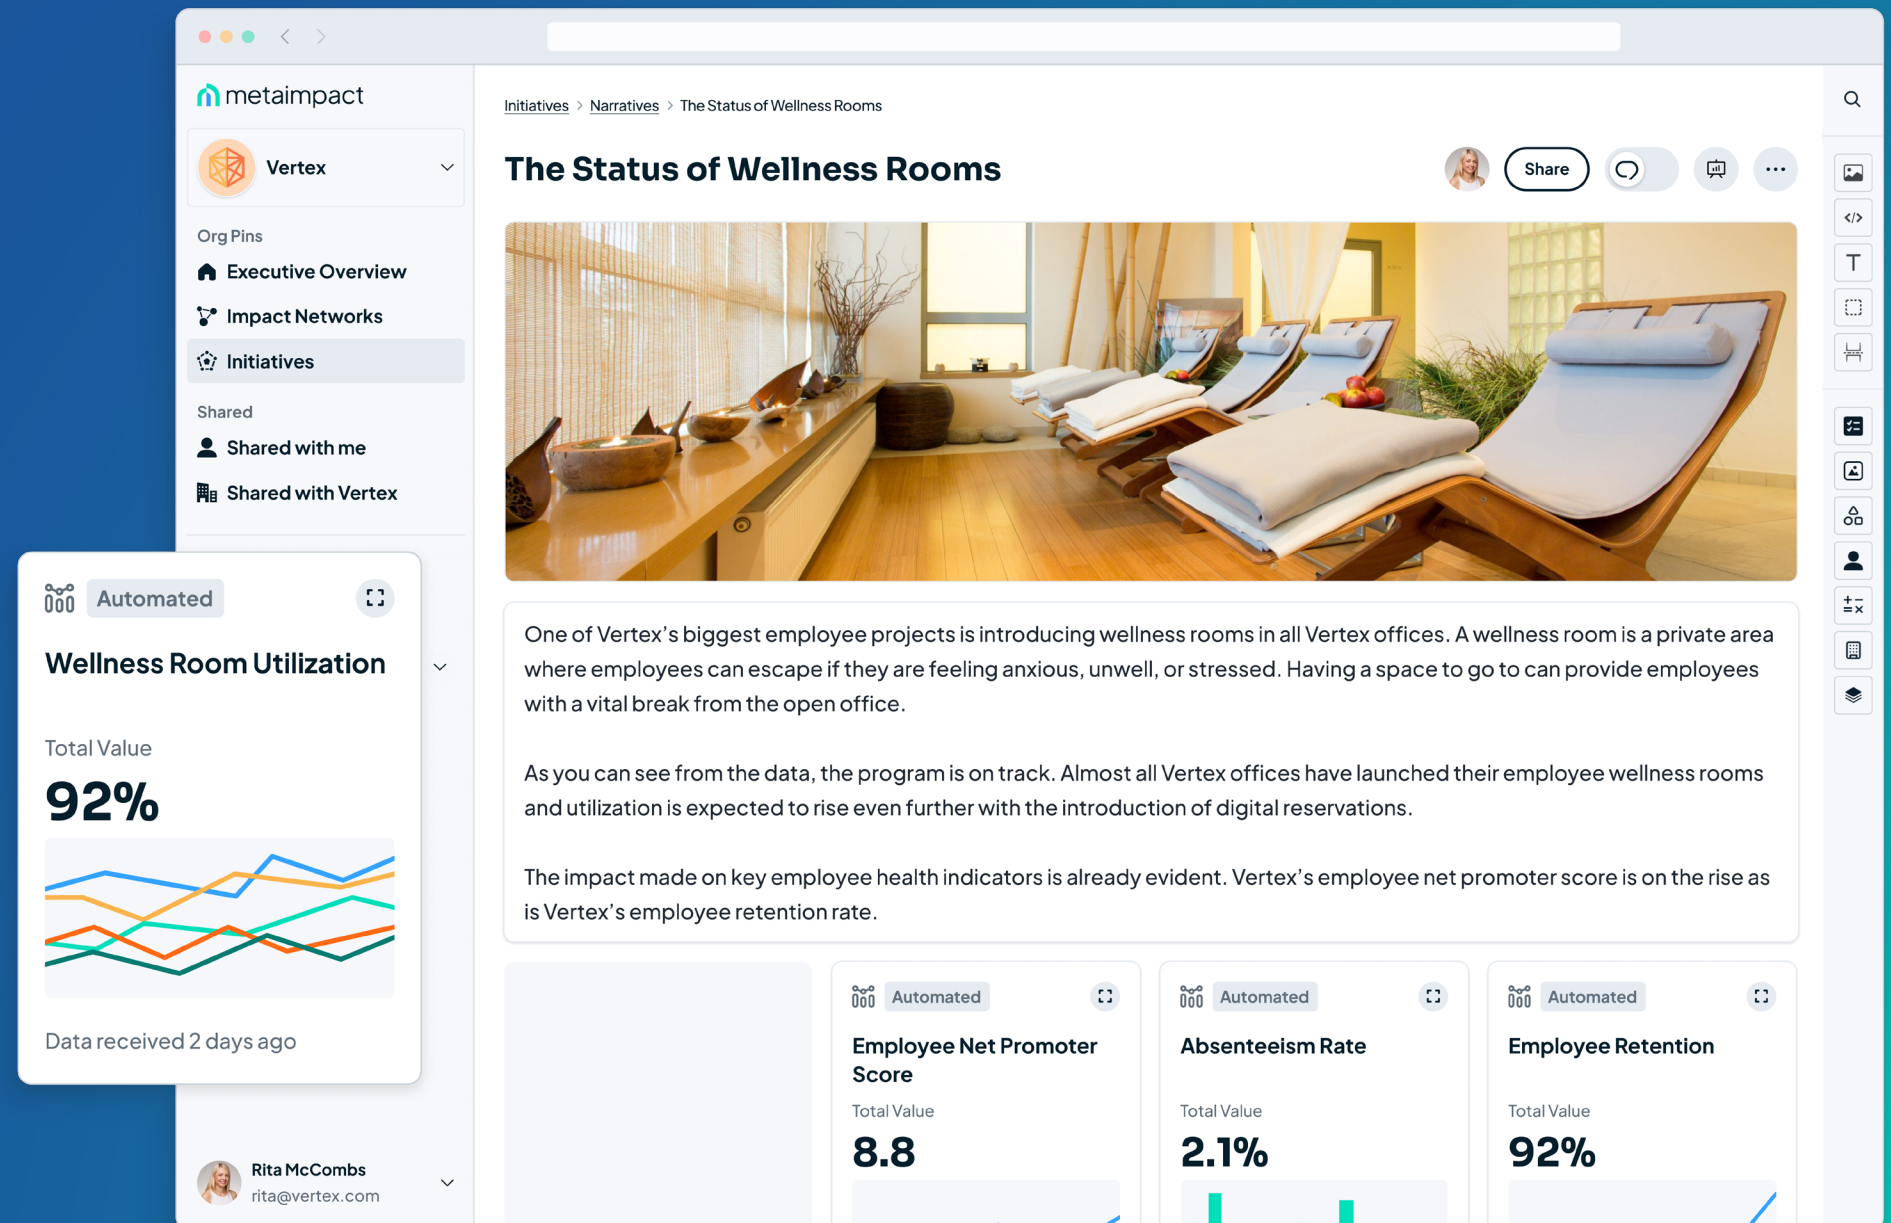 metaimpact
Vertex
Org Pins
Executive Overview
Impact Networks
Initiatives
Shared
Shared with me
Shared with Vertex
Automated
Wellness Room Utilization
Total Value
92%
Data received 2 days ago
Rita McCombs
rita@vertex.com
Initiatives > Narratives > The Status of Wellness Rooms
The Status of Wellness Rooms
Share
One of Vertex’s biggest employee projects is introducing wellness rooms in all Vertex offices. A wellness room is a private area
where employees can escape if they are feeling anxious, unwell, or stressed. Having a space to go to can provide employees
with a vital break from the open office.
As you can see from the data, the program is on track. Almost all Vertex offices have launched their employee wellness rooms
and utilization is expected to rise even further with the introduction of digital reservations.
The impact made on key employee health indicators is already evident. Vertex’s employee net promoter score is on the rise as
is Vertex’s employee retention rate.
Automated
Employee Net Promoter
Score
Total Value
8.8
Automated
Absenteeism Rate
Total Value
2.1%
Automated
Employee Retention
Total Value
92%